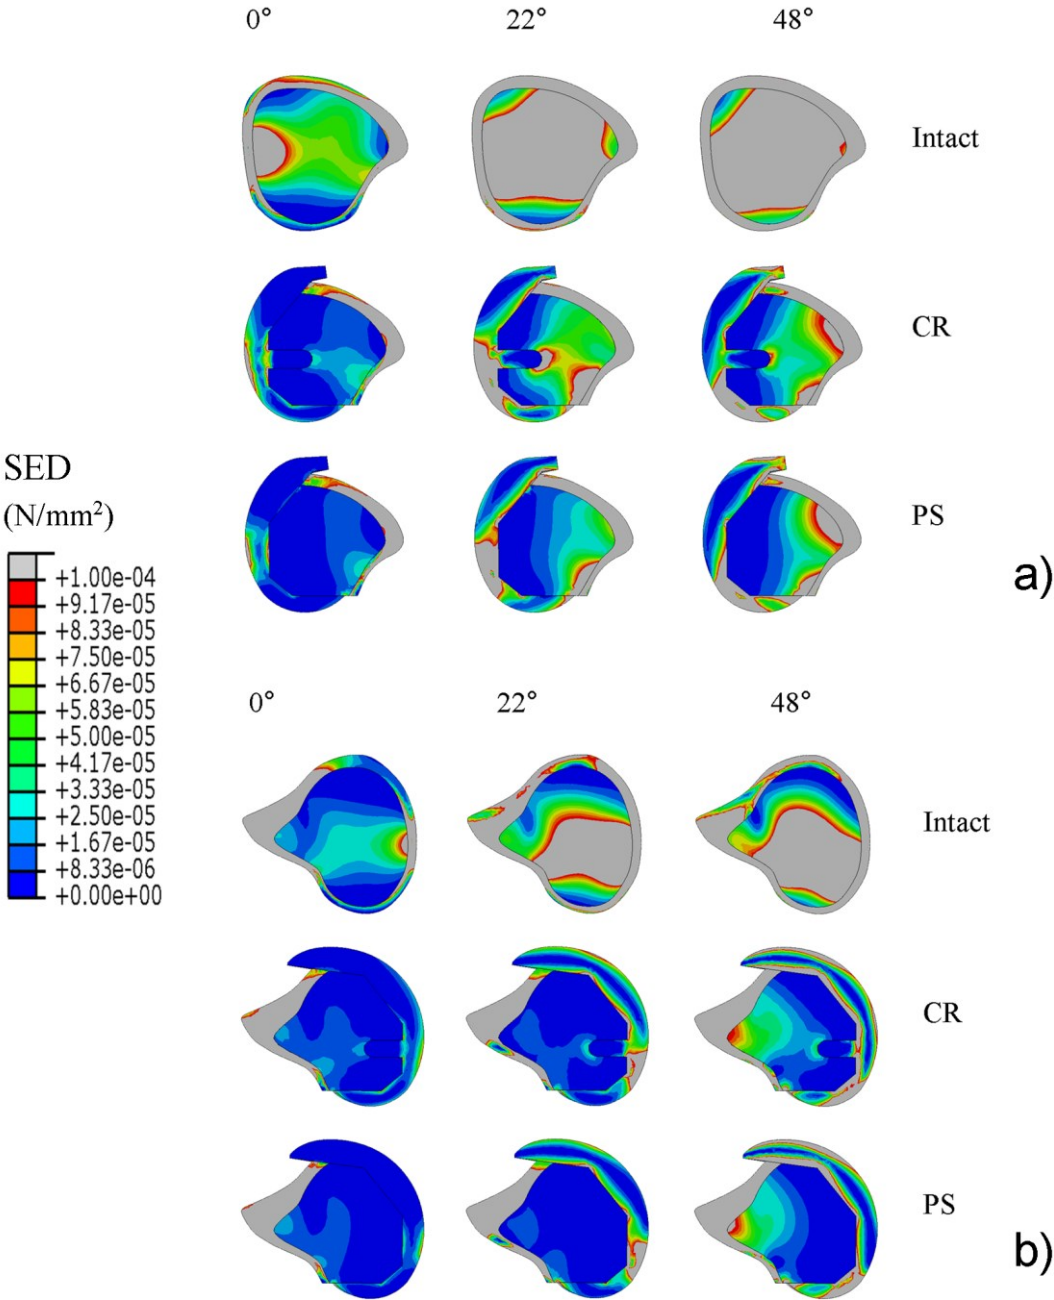 0° 22° 48°
Intact
CR
SED
(N/mm²)
PS
+1.00e-04
+9.17e-05
+8.33e-05
+7.50e-05
+6.67e-05
+5.83e-05
+5.00e-05
+4.17e-05
+3.33e-05
+2.50e-05
+1.67e-05
+8.33e-06
+0.00e+00
a)
0° 22° 48°
Intact
CR
PS
b)